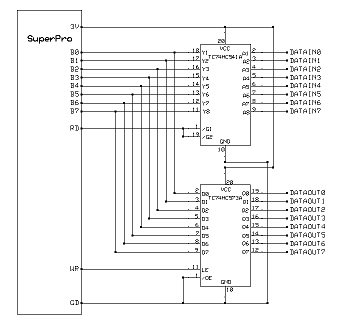 3V
SuperPro
20
VCC
TC74HC541A
B0 18 Y1 A1 2 DATAIN0
B1 17 Y2 A2 3 DATAIN1
B2 16 Y3 A3 4 DATAIN2
B3 15 Y4 A4 5 DATAIN3
B4 14 Y5 A5 6 DATAIN4
B5 13 Y6 A6 7 DATAIN5
B6 12 Y7 A7 8 DATAIN6
B7 11 Y8 A8 9 DATAIN7
RD 1 /G1
19 /G2
GND
10
20
VCC
TC74HC573A
2 D0 Q0 19 DATAOUT0
3 D1 Q1 18 DATAOUT1
4 D2 Q2 17 DATAOUT2
5 D3 Q3 16 DATAOUT3
6 D4 Q4 15 DATAOUT4
7 D5 Q5 14 DATAOUT5
8 D6 Q6 13 DATAOUT6
9 D7 Q7 12 DATAOUT7
WR 11 LE
1 /OE
GND
10
GD